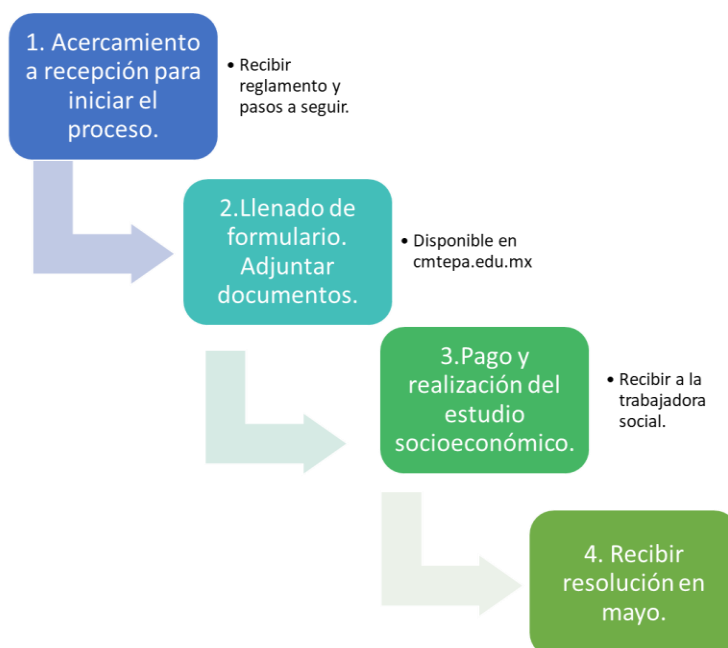 1. Acercamiento
a recepción para
iniciar el
proceso.
• Recibir
reglamento y
pasos a seguir.
2.Llenado de
formulario.
Adjuntar
documentos.
• Disponible en
cmtepa.edu.mx
3.Pago y
realización del
estudio
socioeconómico.
• Recibir a la
trabajadora
social.
4. Recibir
resolución en
mayo.